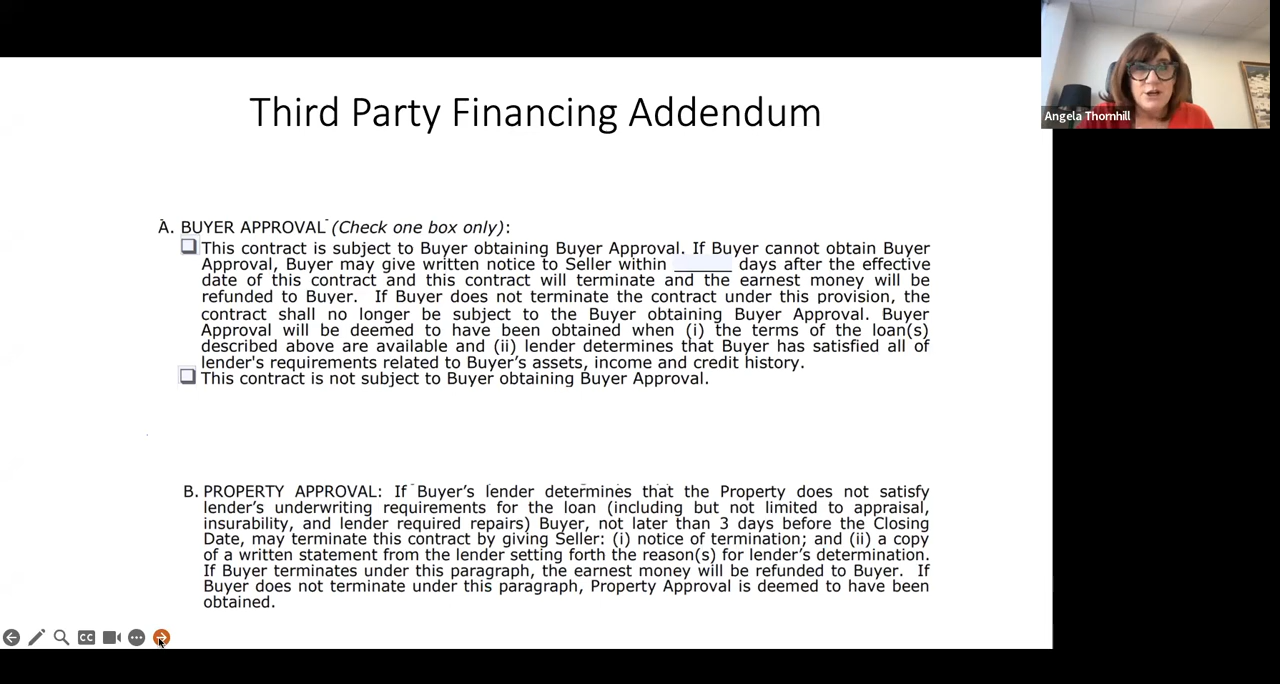 Third Party Financing Addendum
Angela Thornhill
A. BUYER APPROVAL (Check one box only):
This contract is subject to Buyer obtaining Buyer Approval. If Buyer cannot obtain Buyer
Approval, Buyer may give written notice to Seller within ______ days after the effective
date of this contract and this contract will terminate and the earnest money will be
refunded to Buyer. If Buyer does not terminate the contract under this provision, the
contract shall no longer be subject to the Buyer obtaining Buyer Approval. Buyer
Approval will be deemed to have been obtained when (i) the terms of the loan(s)
described above are available and (ii) lender determines that Buyer has satisfied all of
lender's requirements related to Buyer's assets, income and credit history.
This contract is not subject to Buyer obtaining Buyer Approval.
B. PROPERTY APPROVAL: If Buyer's lender determines that the Property does not satisfy
lender's underwriting requirements for the loan (including but not limited to appraisal,
insurability, and lender required repairs) Buyer, not later than 3 days before the Closing
Date, may terminate this contract by giving Seller: (i) notice of termination; and (ii) a copy
of a written statement from the lender setting forth the reason(s) for lender's determination.
If Buyer terminates under this paragraph, the earnest money will be refunded to Buyer. If
Buyer does not terminate under this paragraph, Property Approval is deemed to have been
obtained.
CC